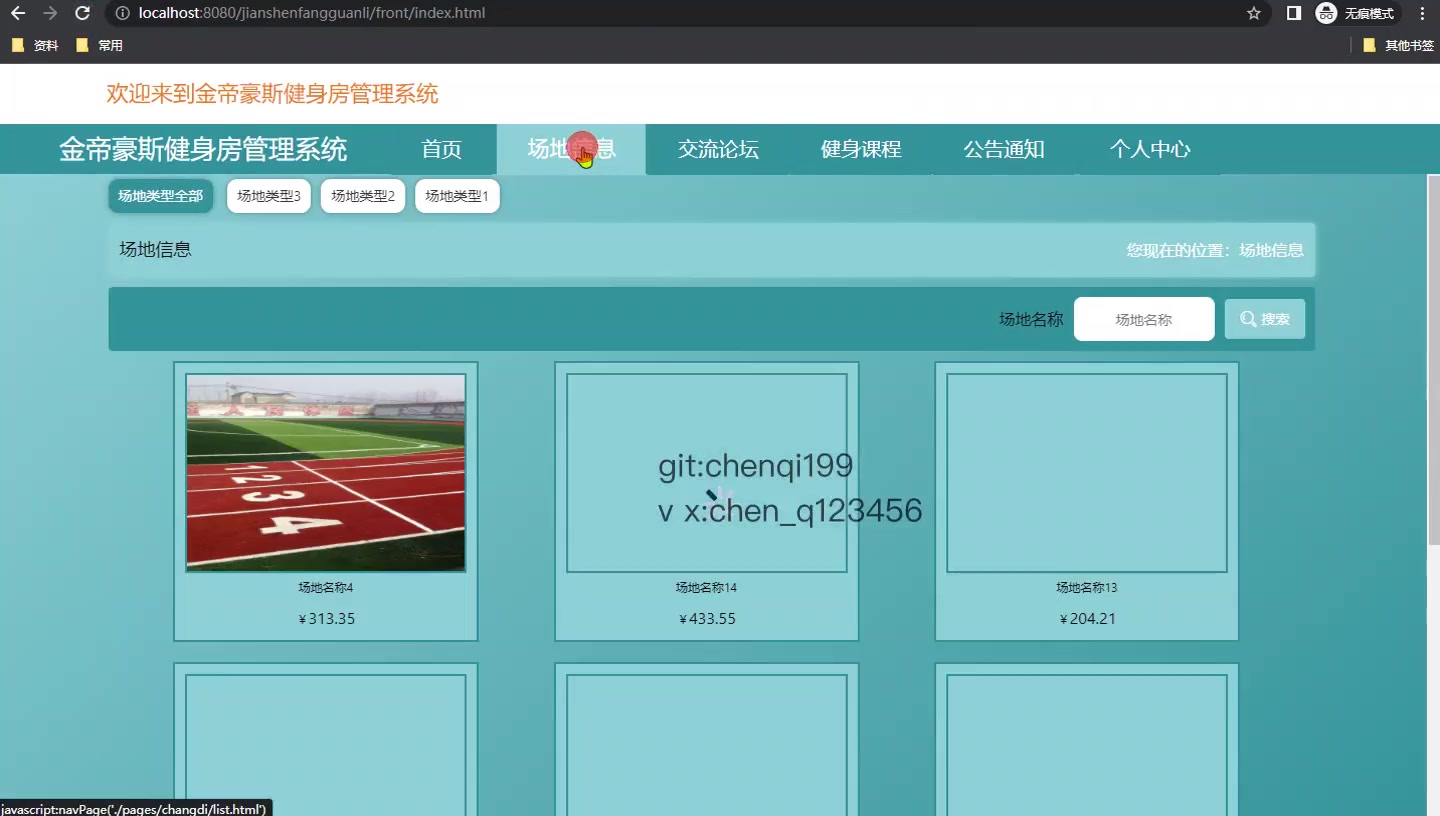 localhost:8080/jianshenfangguanli/front/index.html
无痕模式
资料
常用
其他书签
欢迎来到金帝豪斯健身房管理系统
金帝豪斯健身房管理系统
首页
场地信息
交流论坛
健身课程
公告通知
个人中心
场地类型全部
场地类型3
场地类型2
场地类型1
场地信息
您现在的位置：场地信息
场地名称
场地名称
搜索
1
2
3
4
git:chenqi199
v x:chen_q123456
场地名称4
场地名称14
场地名称13
￥313.35
￥433.55
￥204.21
javascript:navPage('./pages/changdi/list.html')